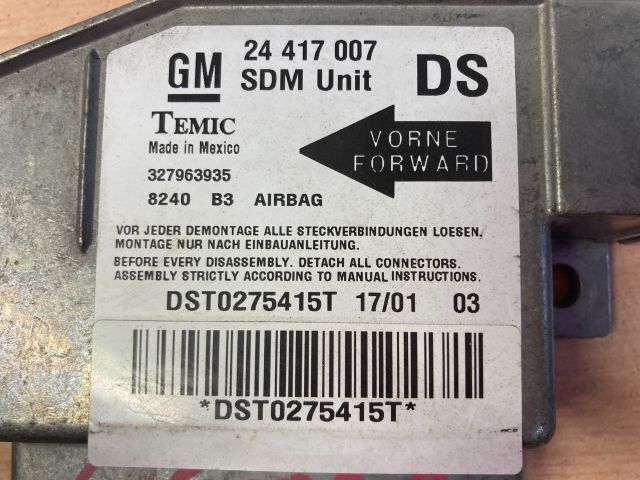 GM 24 417 007 DS
SDM Unit
TEMIC
Made in Mexico
VORNE
FORWARD
327963935
8240 B3 AIRBAG
VOR JEDER DEMONTAGE ALLE STECKVERBINDUNGEN LOESEN.
MONTAGE NUR NACH EINBAUANLEITUNG.
BEFORE EVERY DISASSEMBLY. DETACH ALL CONNECTORS.
ASSEMBLY STRICTLY ACCORDING TO MANUAL INSTRUCTIONS.
DST0275415T 17/01 03
*DST0275415T*